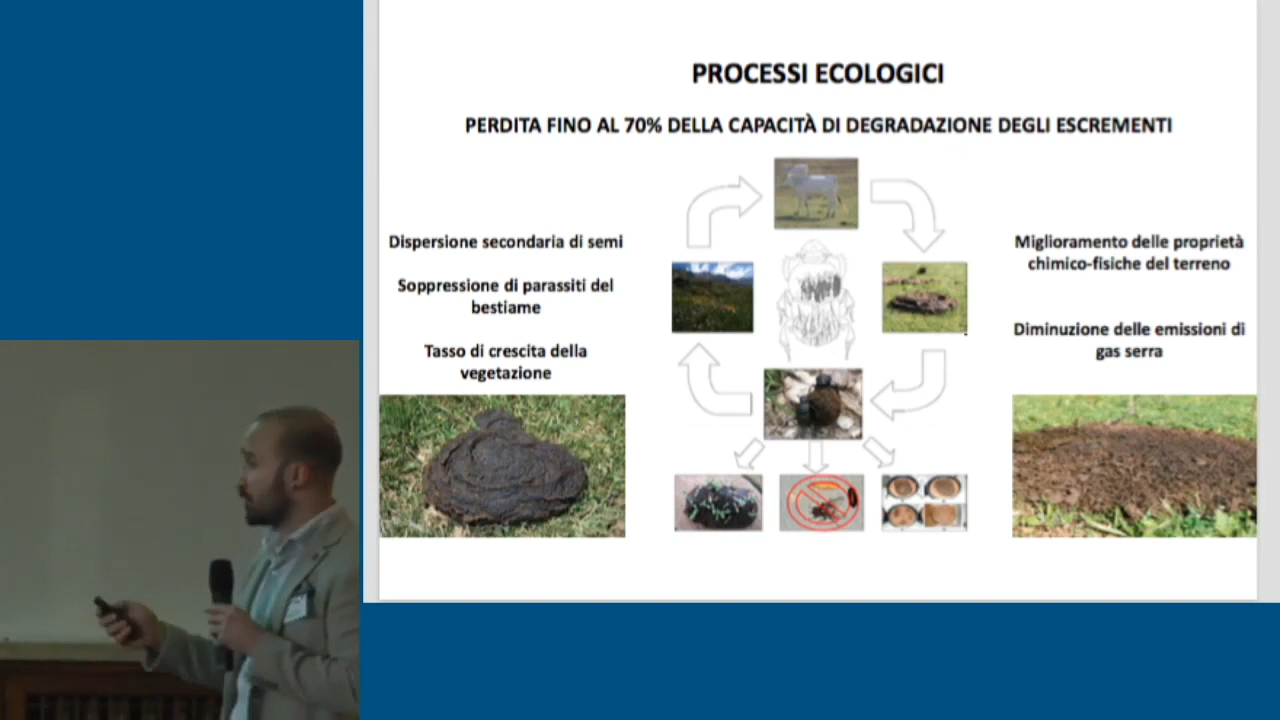 PROCESSI ECOLOGICI
PERDITA FINO AL 70% DELLA CAPACITÀ DI DEGRADAZIONE DEGLI ESCREMENTI
Dispersione secondaria di semi
Soppressione di parassiti del
bestiame
Tasso di crescita della
vegetazione
Miglioramento delle proprietà
chimico-fisiche del terreno
Diminuzione delle emissioni di
gas serra